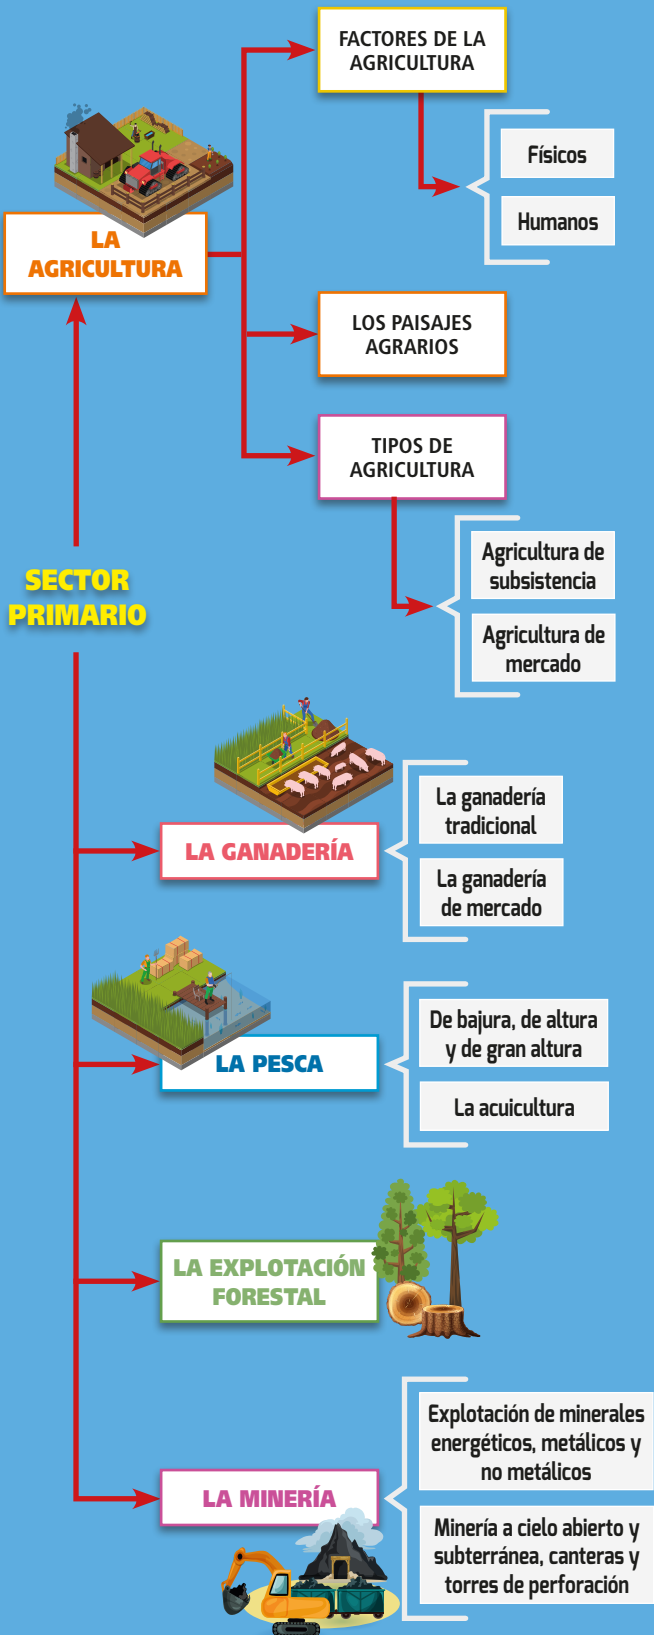 FACTORES DE LA
AGRICULTURA
Físicos
Humanos
LA
AGRICULTURA
LOS PAISAJES
AGRARIOS
TIPOS DE
AGRICULTURA
Agricultura de
subsistencia
Agricultura de
mercado
SECTOR
PRIMARIO
LA GANADERÍA
La ganadería
tradicional
La ganadería
de mercado
LA PESCA
De bajura, de altura
y de gran altura
La acuicultura
LA EXPLOTACIÓN
FORESTAL
LA MINERÍA
Explotación de minerales
energéticos, metálicos y
no metálicos
Minería a cielo abierto y
subterránea, canteras y
torres de perforación